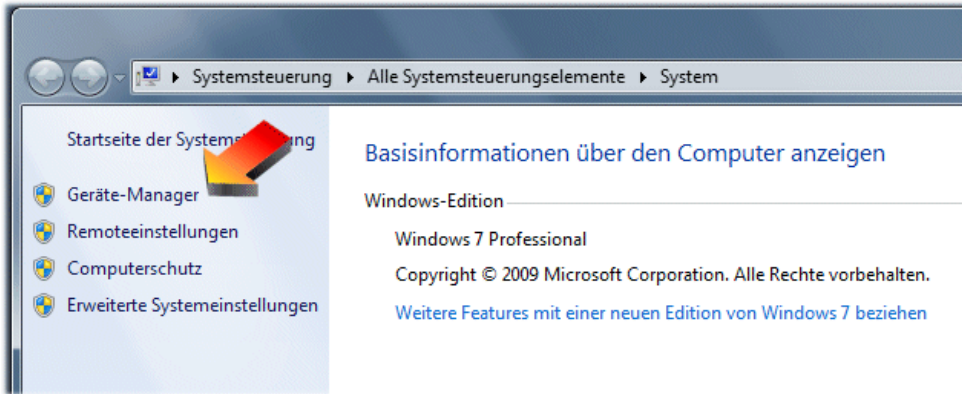 Systemsteuerung Alle Systemsteuerungselemente System
Startseite der
Geräte-Manager
Remoteeinstellungen
Computerschutz
Erweiterte Systemeinstellungen
Basisinformationen über den Computer anzeigen
Windows-Edition
Windows 7 Professional
Copyright © 2009 Microsoft Corporation. Alle Rechte vorbehalten.
Weitere Features mit einer neuen Edition von Windows 7 beziehen